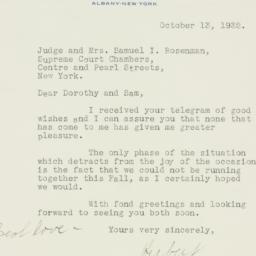 ALBANY-NEW YORK
October 13, 1932.
Judge and Mrs. Samuel I. Rosenman,
Supreme Court Chambers,
Centre and Pearl Streets,
New York.
Dear Dorothy and Sam,
I received your telegram of good
wishes and I can assure you that none that
has come to me has given me greater
pleasure.
The only phase of the situation
which detracts from the joy of the occasion
is the fact that we could not be running
together this Fall, as I certainly hoped
we would.
With fond greetings and looking
forward to seeing you both soon.
Best love - Yours very sincerely,
Herbert